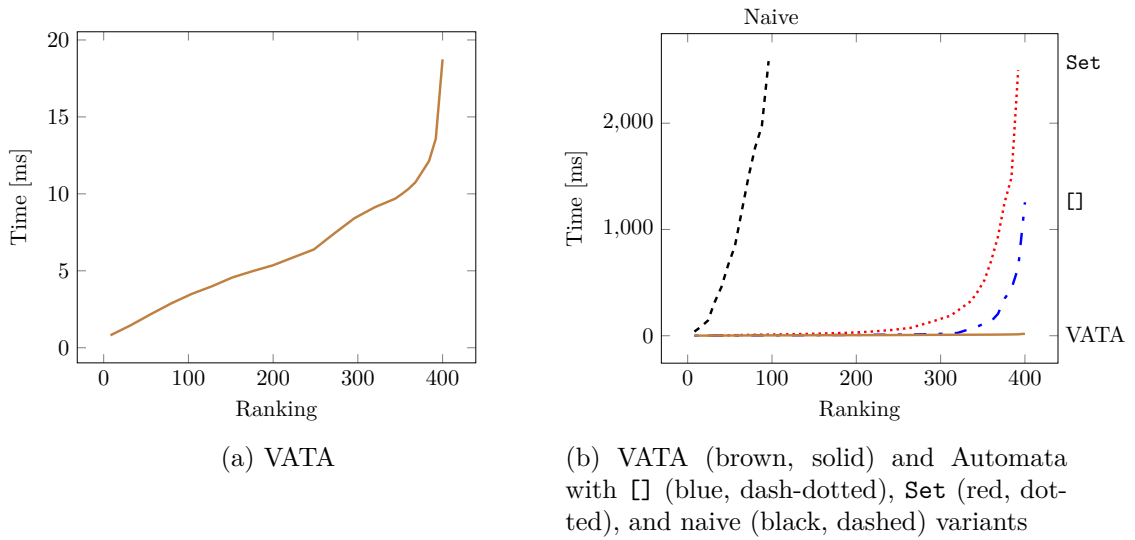 20
15
10
5
0
Time [ms]
0 100 200 300 400
Ranking
(a) VATA
Naive
2,000
1,000
0
Time [ms]
Set
[]
VATA
0 100 200 300 400
Ranking
(b) VATA (brown, solid) and Automata
with [] (blue, dash-dotted), Set (red, dot-
ted), and naive (black, dashed) variants